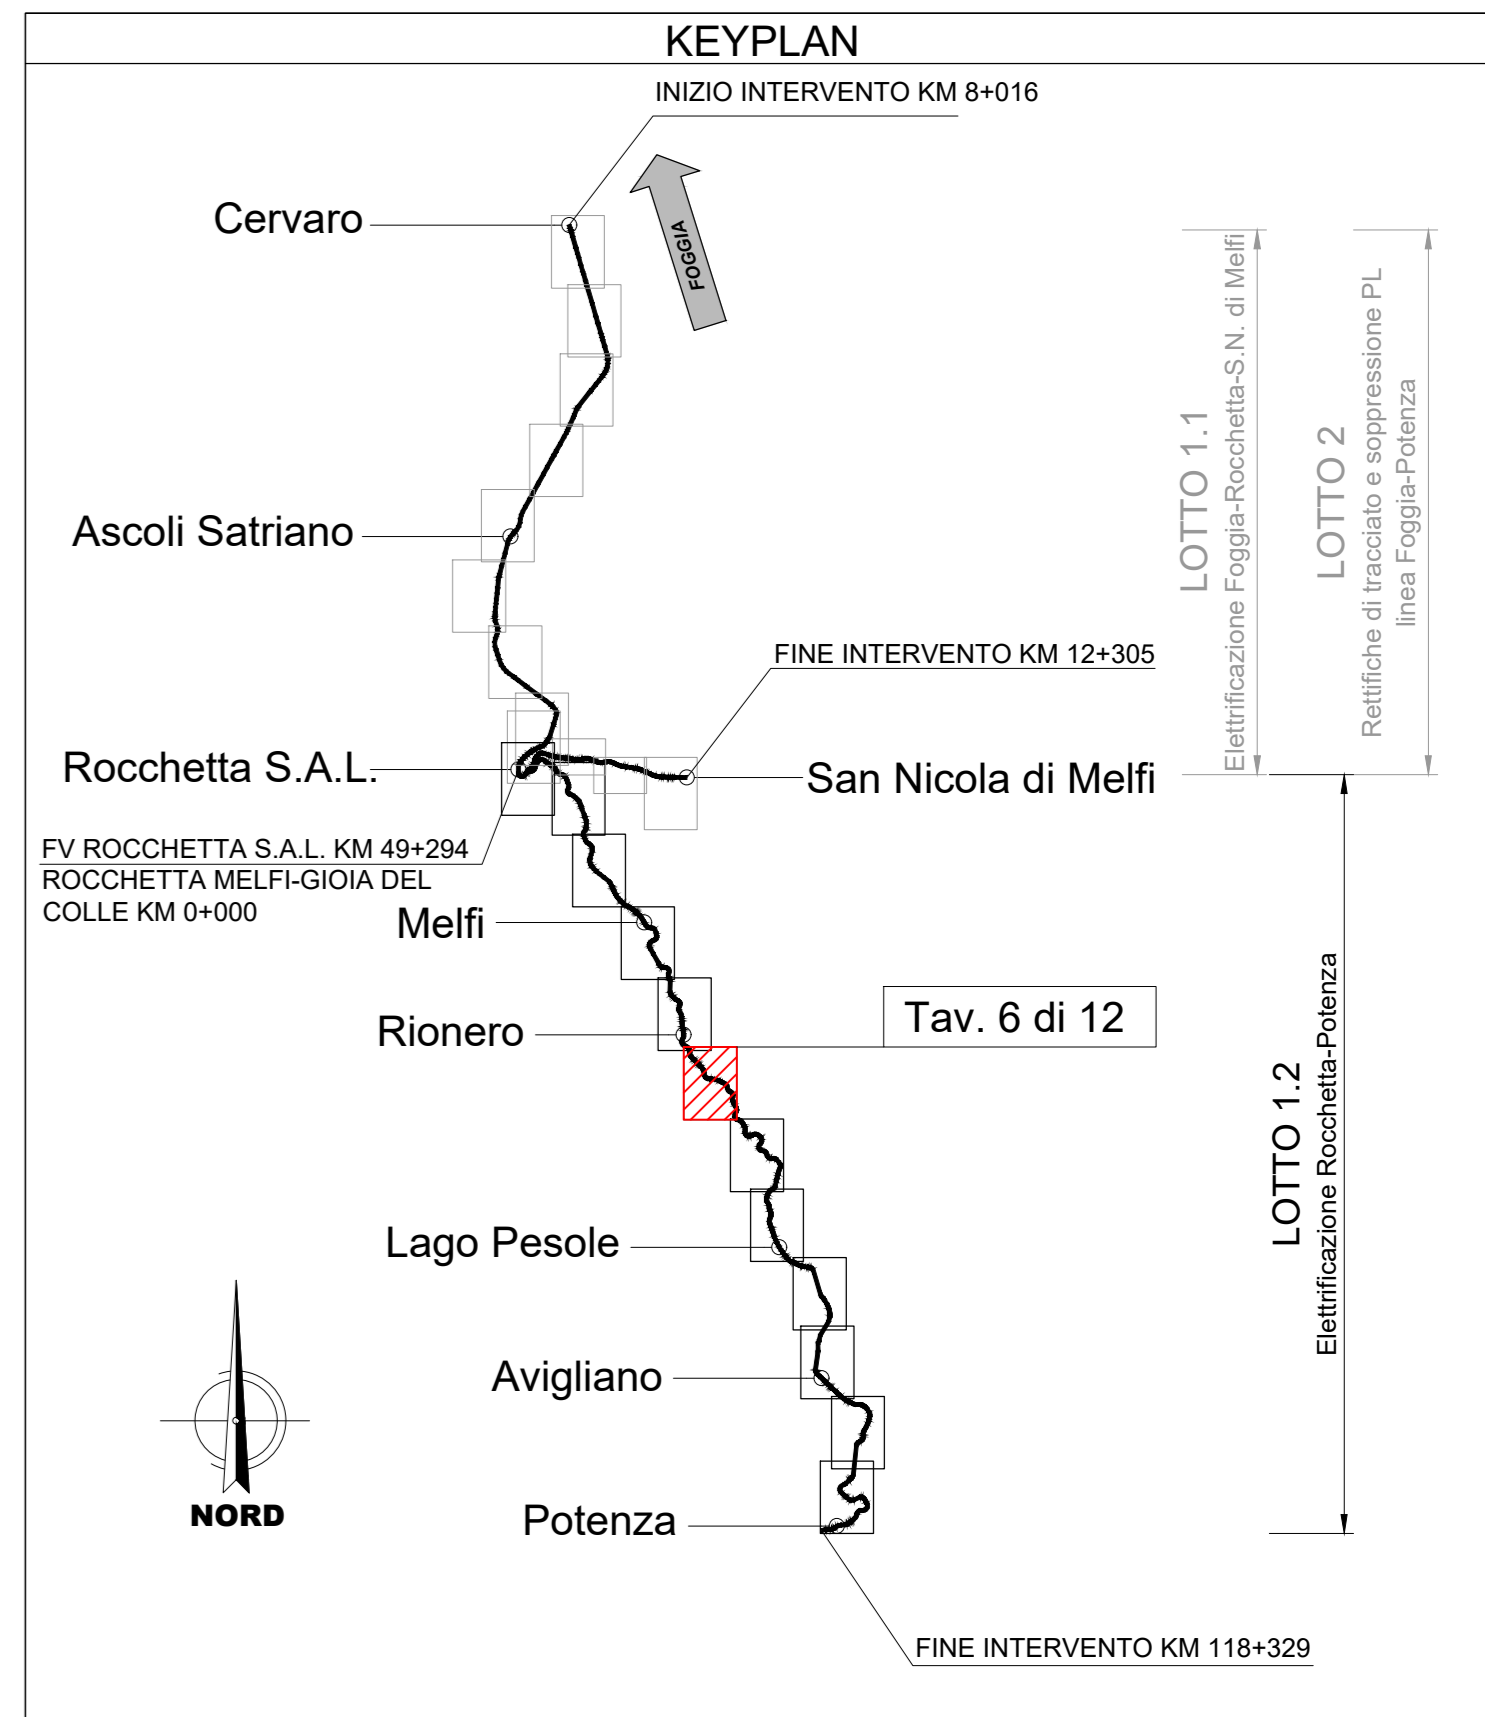 KEYPLAN
INIZIO INTERVENTO KM 8+016
FOGGIA
Cervaro
Ascoli Satriano
FINE INTERVENTO KM 12+305
Rocchetta S.A.L.
San Nicola di Melfi
FV ROCCHETTA S.A.L. KM 49+294
ROCCHETTA MELFI-GIOIA DEL
COLLE KM 0+000
Melfi
Rionero
Tav. 6 di 12
Lago Pesole
Avigliano
Potenza
FINE INTERVENTO KM 118+329
NORD
LOTTO 1.1
Elettrificazione Foggia-Rocchetta-S.N. di Melfi
LOTTO 2
Rettifiche di tracciato e soppressione PL
linea Foggia-Potenza
LOTTO 1.2
Elettrificazione Rocchetta-Potenza